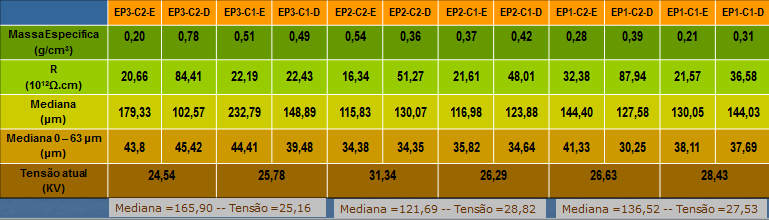 EP3-C2-E EP3-C2-D EP3-C1-E EP3-C1-D EP2-C2-E EP2-C2-D EP2-C1-E EP2-C2-D EP1-C2-E EP1-C2-D EP1-C1-E EP1-C1-D
Massa Especifica
(g/cm³)
0,20 0,78 0,51 0,49 0,54 0,36 0,37 0,42 0,28 0,39 0,21 0,31
R
(10¹²Ω.cm)
20,66 84,41 22,19 22,43 16,34 51,27 21,61 48,01 32,38 87,94 21,57 36,58
Mediana
(µm)
179,33 102,57 232,79 148,89 115,83 130,07 116,98 123,88 144,40 127,58 130,05 144,03
Mediana 0 – 63 µm
(µm)
43,8 45,42 44,41 39,48 34,38 34,35 35,82 34,64 41,33 30,25 38,11 37,69
Tensão atual
(KV)
24,54 25,78 31,34 26,29 26,63 28,43
Mediana =165,90 -- Tensão =25,16 Mediana =121,69 -- Tensão =28,82 Mediana =136,52 -- Tensão =27,53